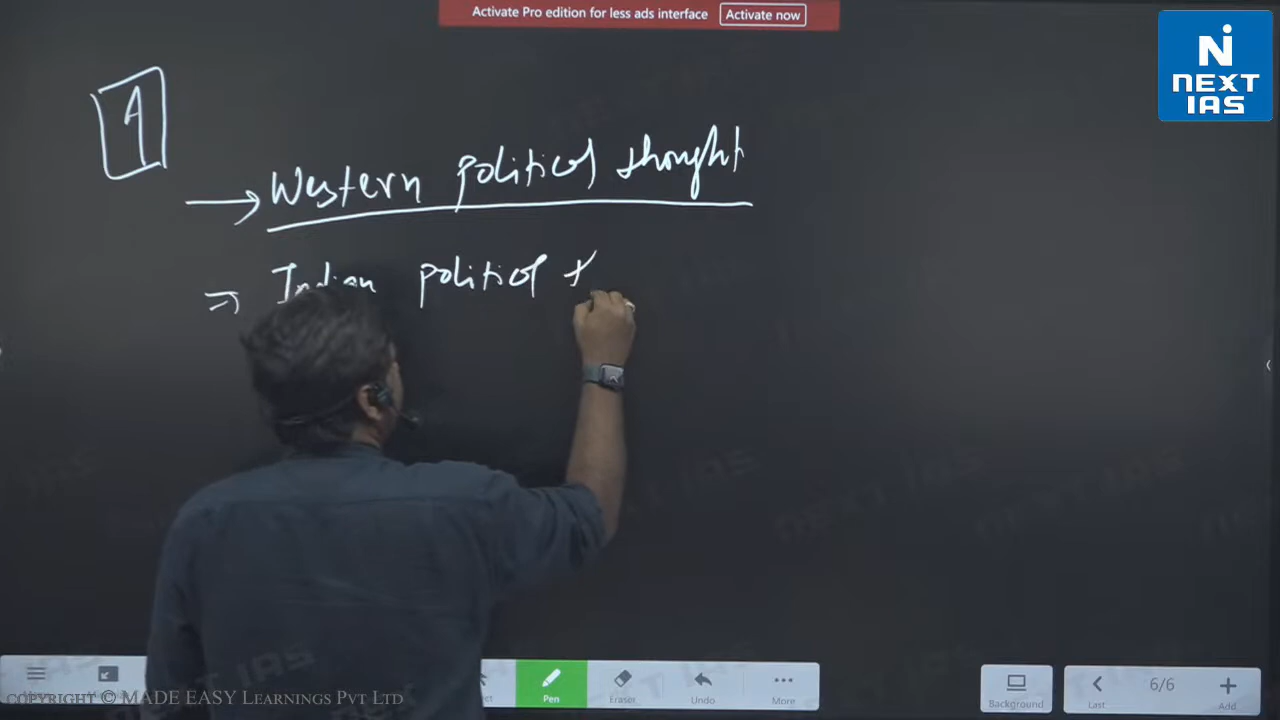 Activate Pro edition for less ads interface Activate now
NEXT
IAS
A
→ Western political thought
⇒ Indian political t
Pen
Eraser
Undo
More
Background
Last
6/6
Add
COPYRIGHT © MADE EASY Learnings Pvt Ltd